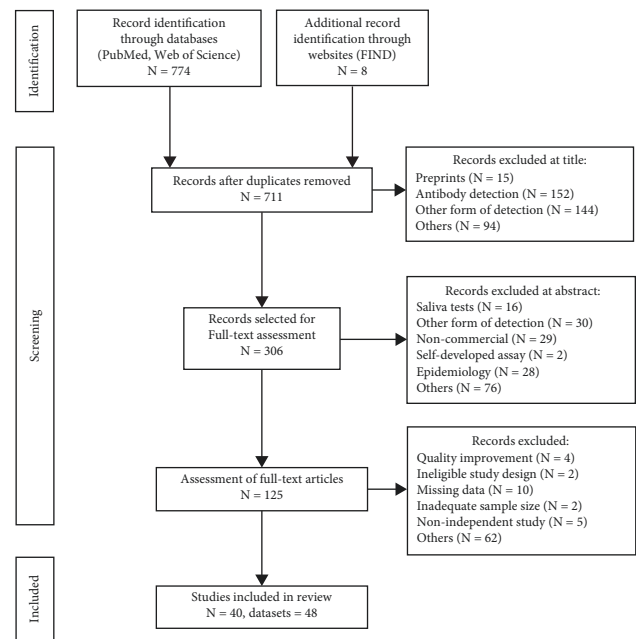 Identification
Record identification
through databases
(PubMed, Web of Science)
N = 774
Additional record
identification through
websites (FIND)
N = 8
Screening
Records after duplicates removed
N = 711
Records excluded at title:
Preprints (N = 15)
Antibody detection (N = 152)
Other form of detection (N = 144)
Others (N = 94)
Records selected for
Full-text assessment
N = 306
Records excluded at abstract:
Saliva tests (N = 16)
Other form of detection (N = 30)
Non-commercial (N = 29)
Self-developed assay (N = 2)
Epidemiology (N = 28)
Others (N = 76)
Assessment of full-text articles
N = 125
Records excluded:
Quality improvement (N = 4)
Ineligible study design (N = 2)
Missing data (N = 10)
Inadequate sample size (N = 2)
Non-independent study (N = 5)
Others (N = 62)
Included
Studies included in review
N = 40, datasets = 48